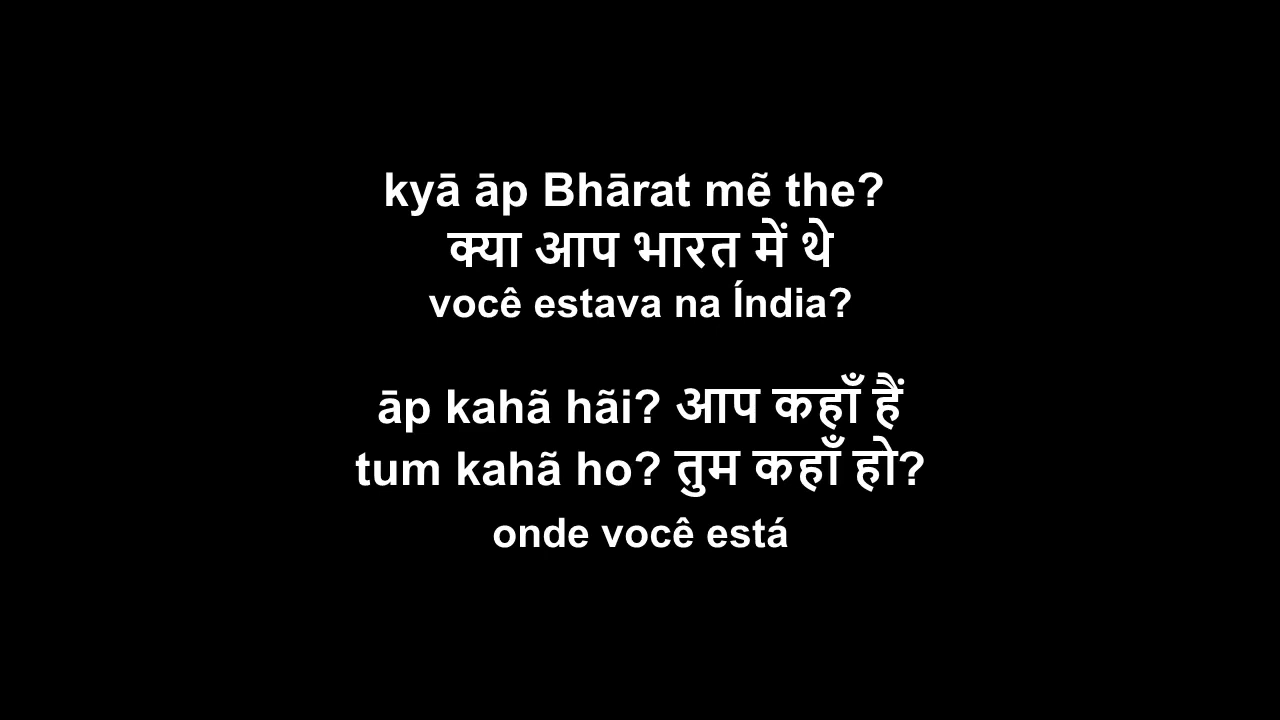 kyā āp Bhārat mẽ the?
क्या आप भारत में थे
você estava na Índia?
āp kahã hãi? आप कहाँ हैं
tum kahã ho? तुम कहाँ हो?
onde você está